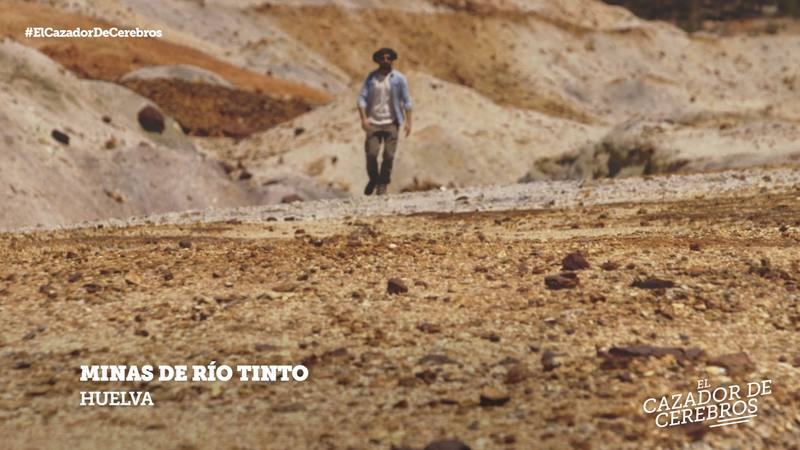 #ElCazadorDeCerebros
MINAS DE RÍO TINTO
HUELVA
EL
CAZADOR DE
CEREBROS